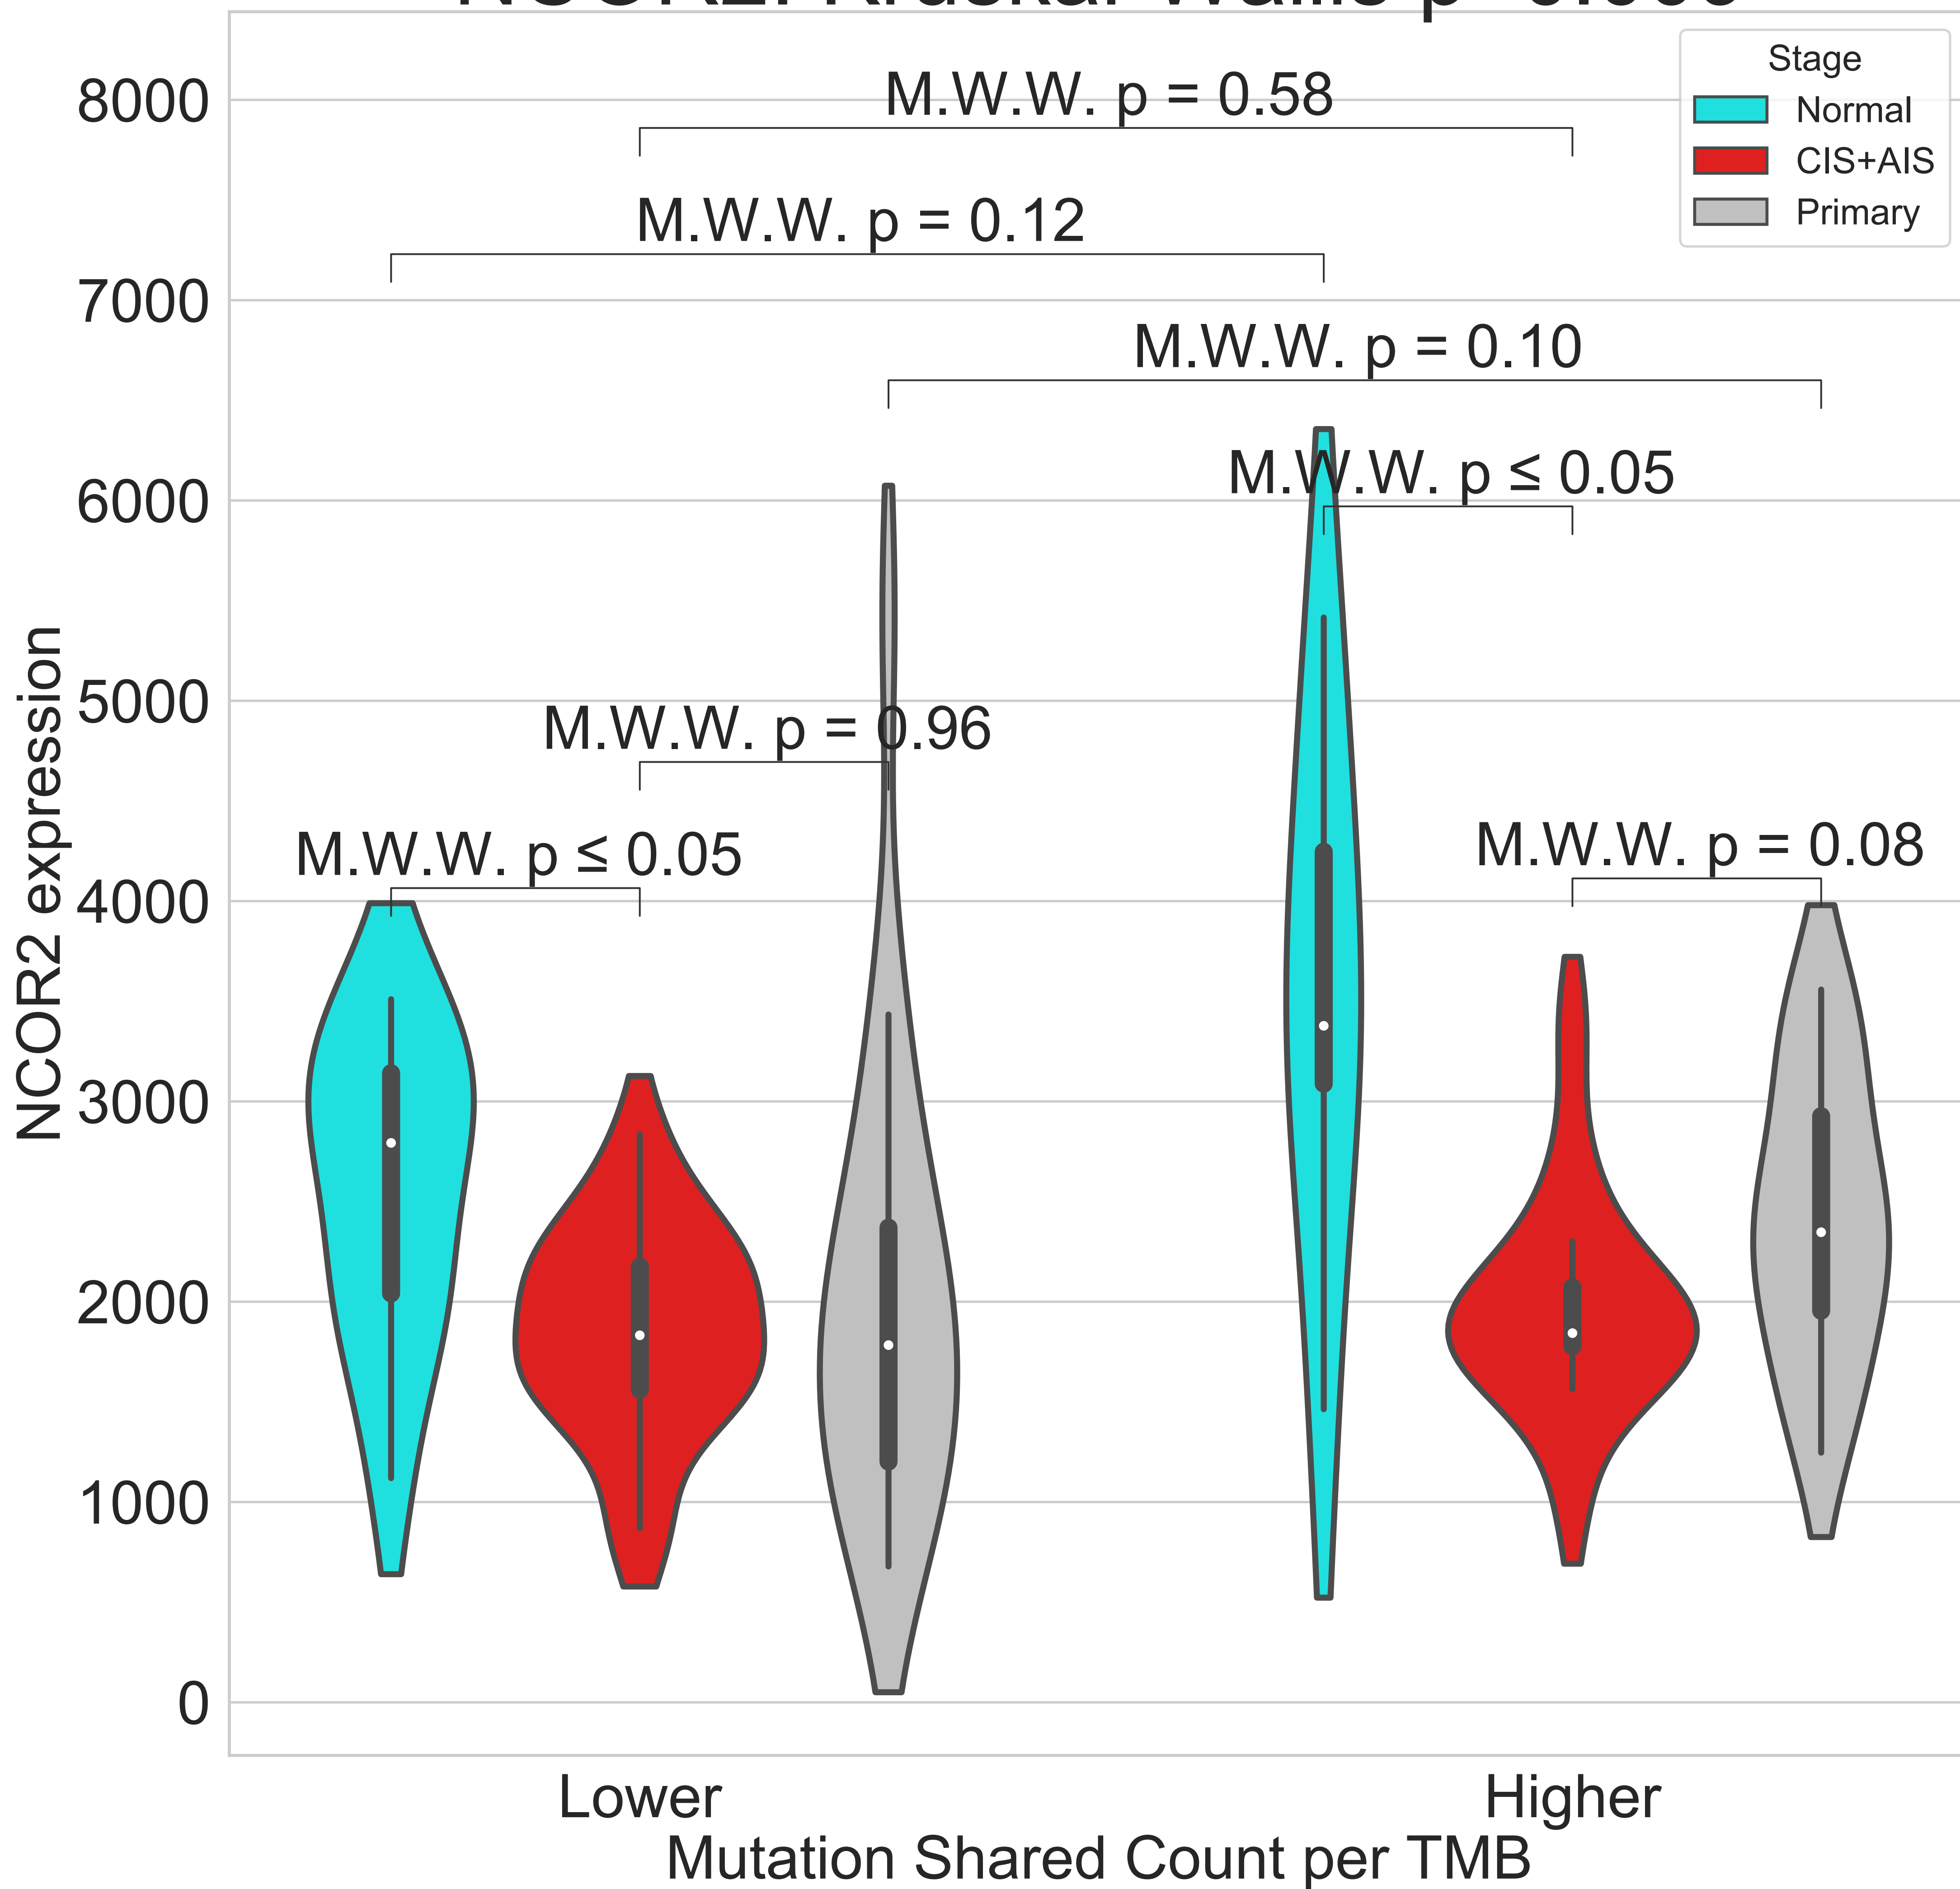 Stage
Normal
CIS+AIS
Primary
M.W.W. p = 0.58
M.W.W. p = 0.12
M.W.W. p = 0.10
M.W.W. p ≤ 0.05
M.W.W. p = 0.96
M.W.W. p ≤ 0.05
M.W.W. p = 0.08
8000
7000
6000
5000
4000
3000
2000
1000
0
NCOR2 expression
Lower
Higher
Mutation Shared Count per TMB